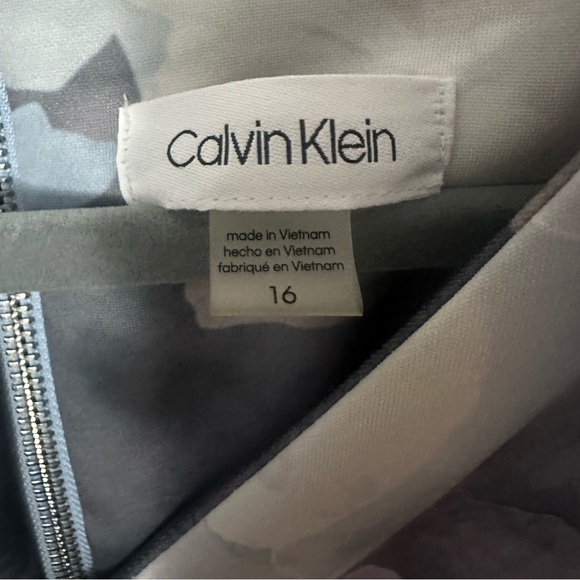 Calvin Klein
made in Vietnam
hecho en Vietnam
fabriqué en Vietnam
16